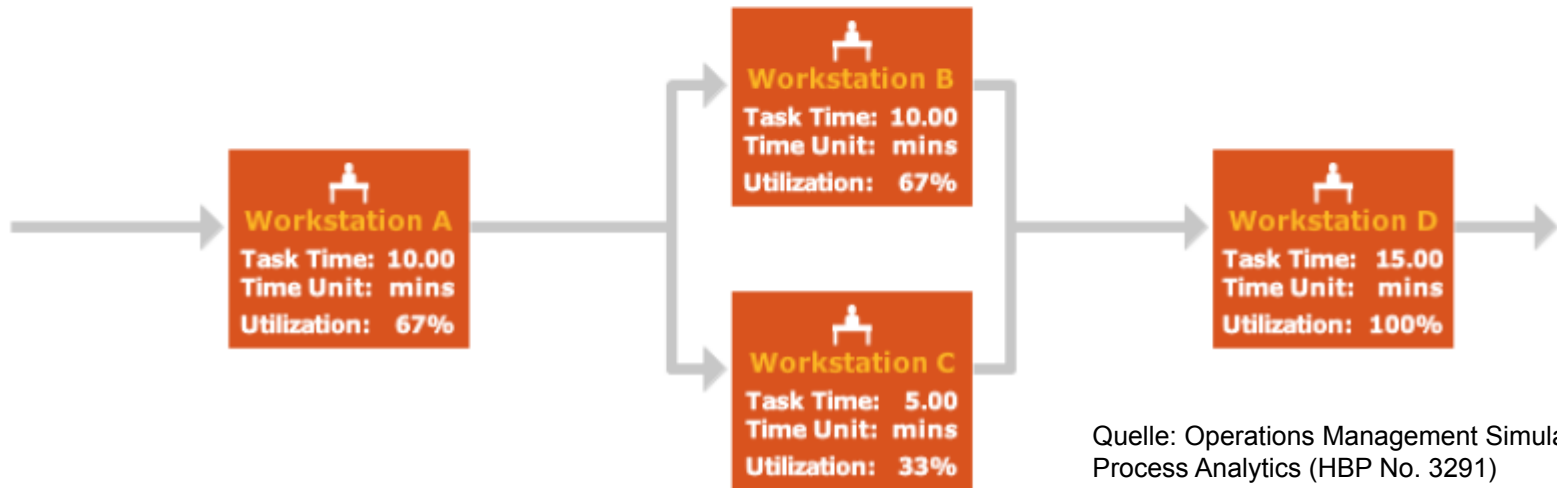 Workstation A
Task Time: 10.00
Time Unit: mins
Utilization: 67%
Workstation B
Task Time: 10.00
Time Unit: mins
Utilization: 67%
Workstation C
Task Time: 5.00
Time Unit: mins
Utilization: 33%
Workstation D
Task Time: 15.00
Time Unit: mins
Utilization: 100%
Quelle: Operations Management Simula
Process Analytics (HBP No. 3291)